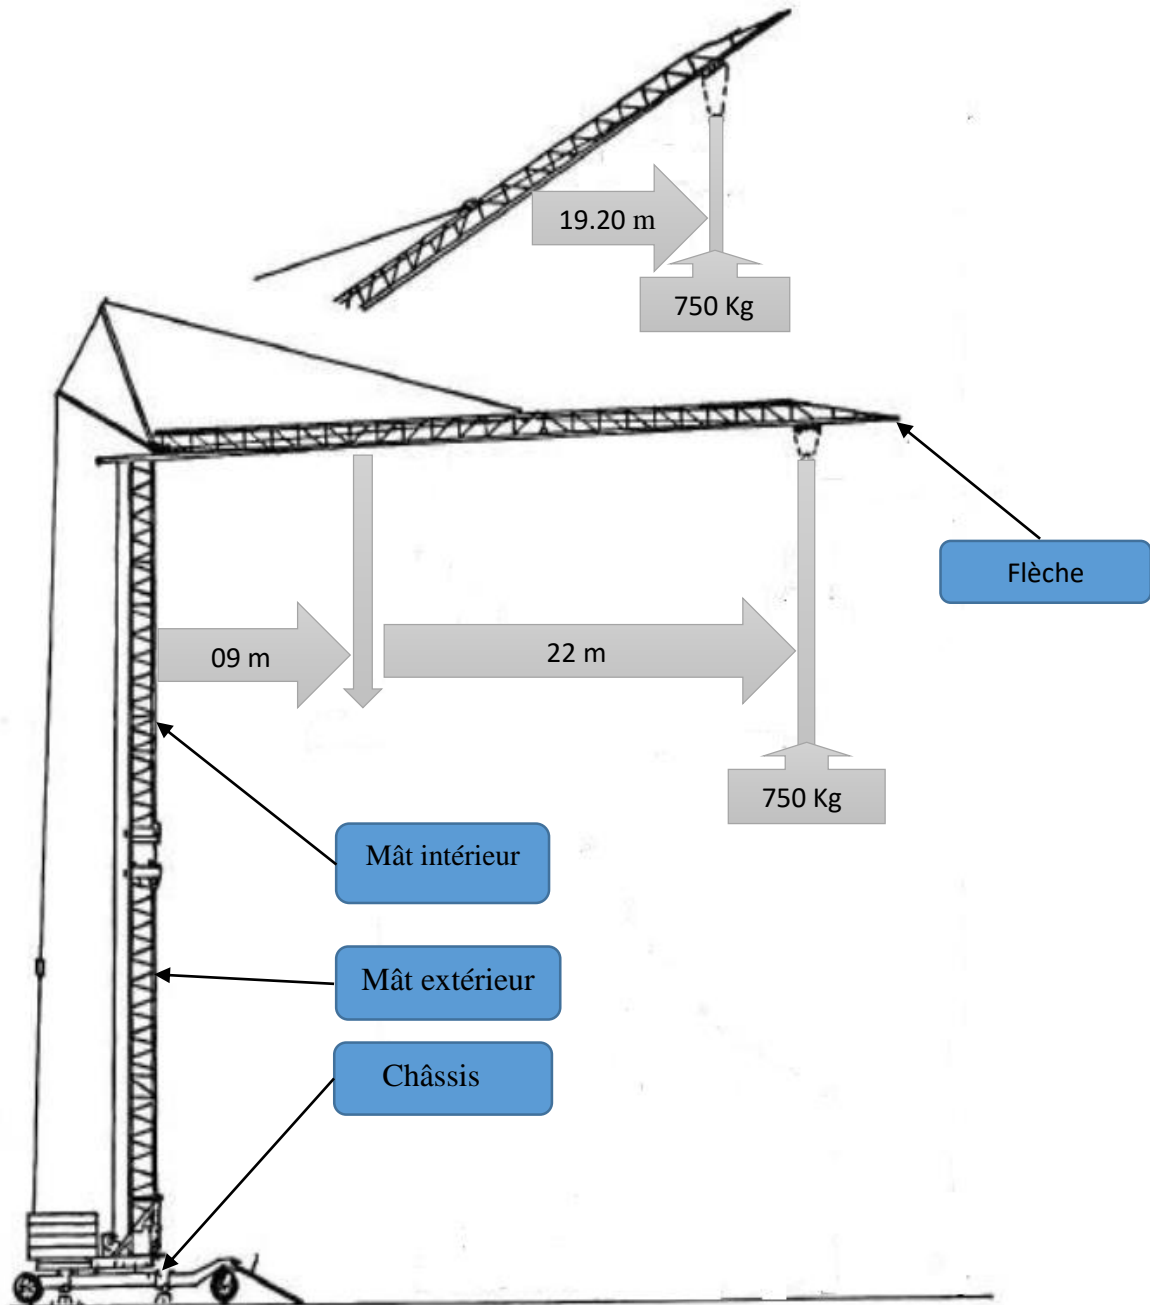 19.20 m
750 Kg
Flèche
09 m
22 m
750 Kg
Mât intérieur
Mât extérieur
Châssis